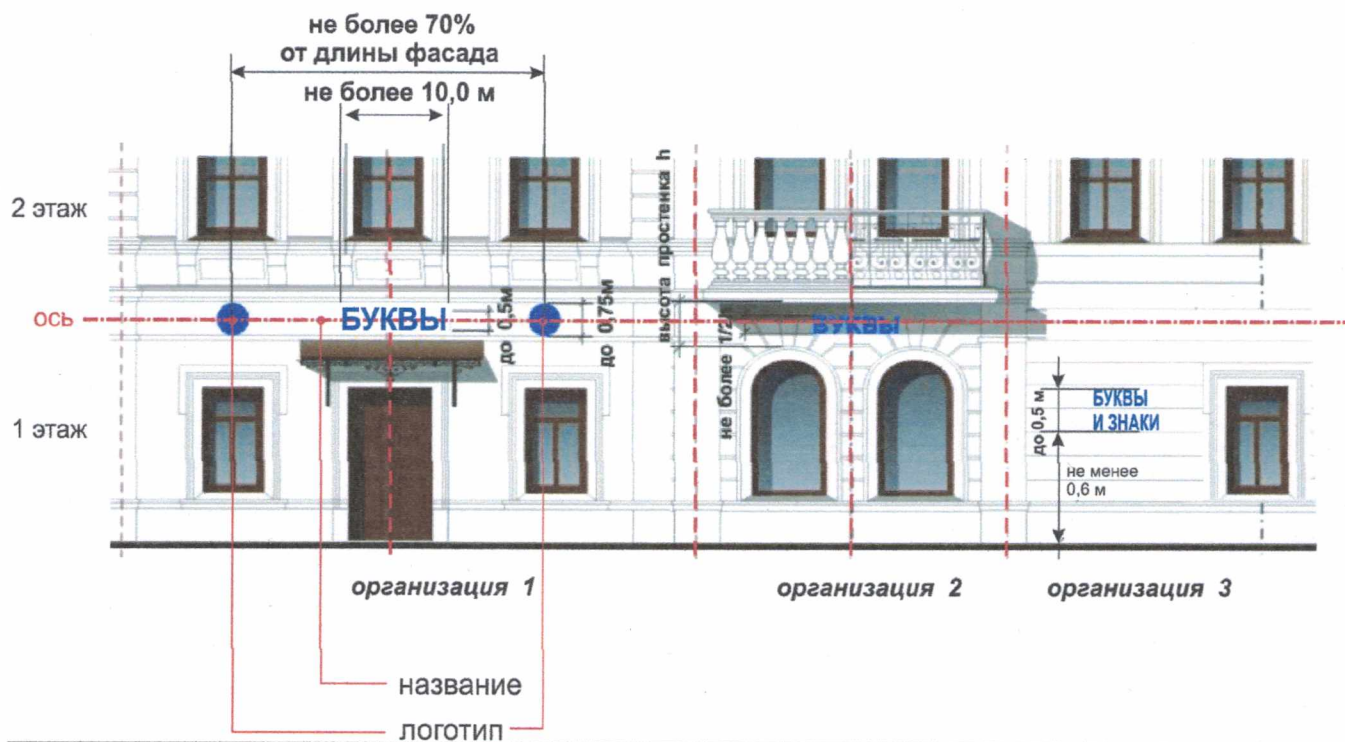 не более 70%
от длины фасада
не более 10,0 м
2 этаж
высота простенка h
ось
БУКВЫ
до 0,5м
до 0,75м
не более 1/2
БУКВЫ
1 этаж
до 0,5 м
БУКВЫ
И ЗНАКИ
не менее
0,6 м
организация 1
организация 2
организация 3
название
логотип